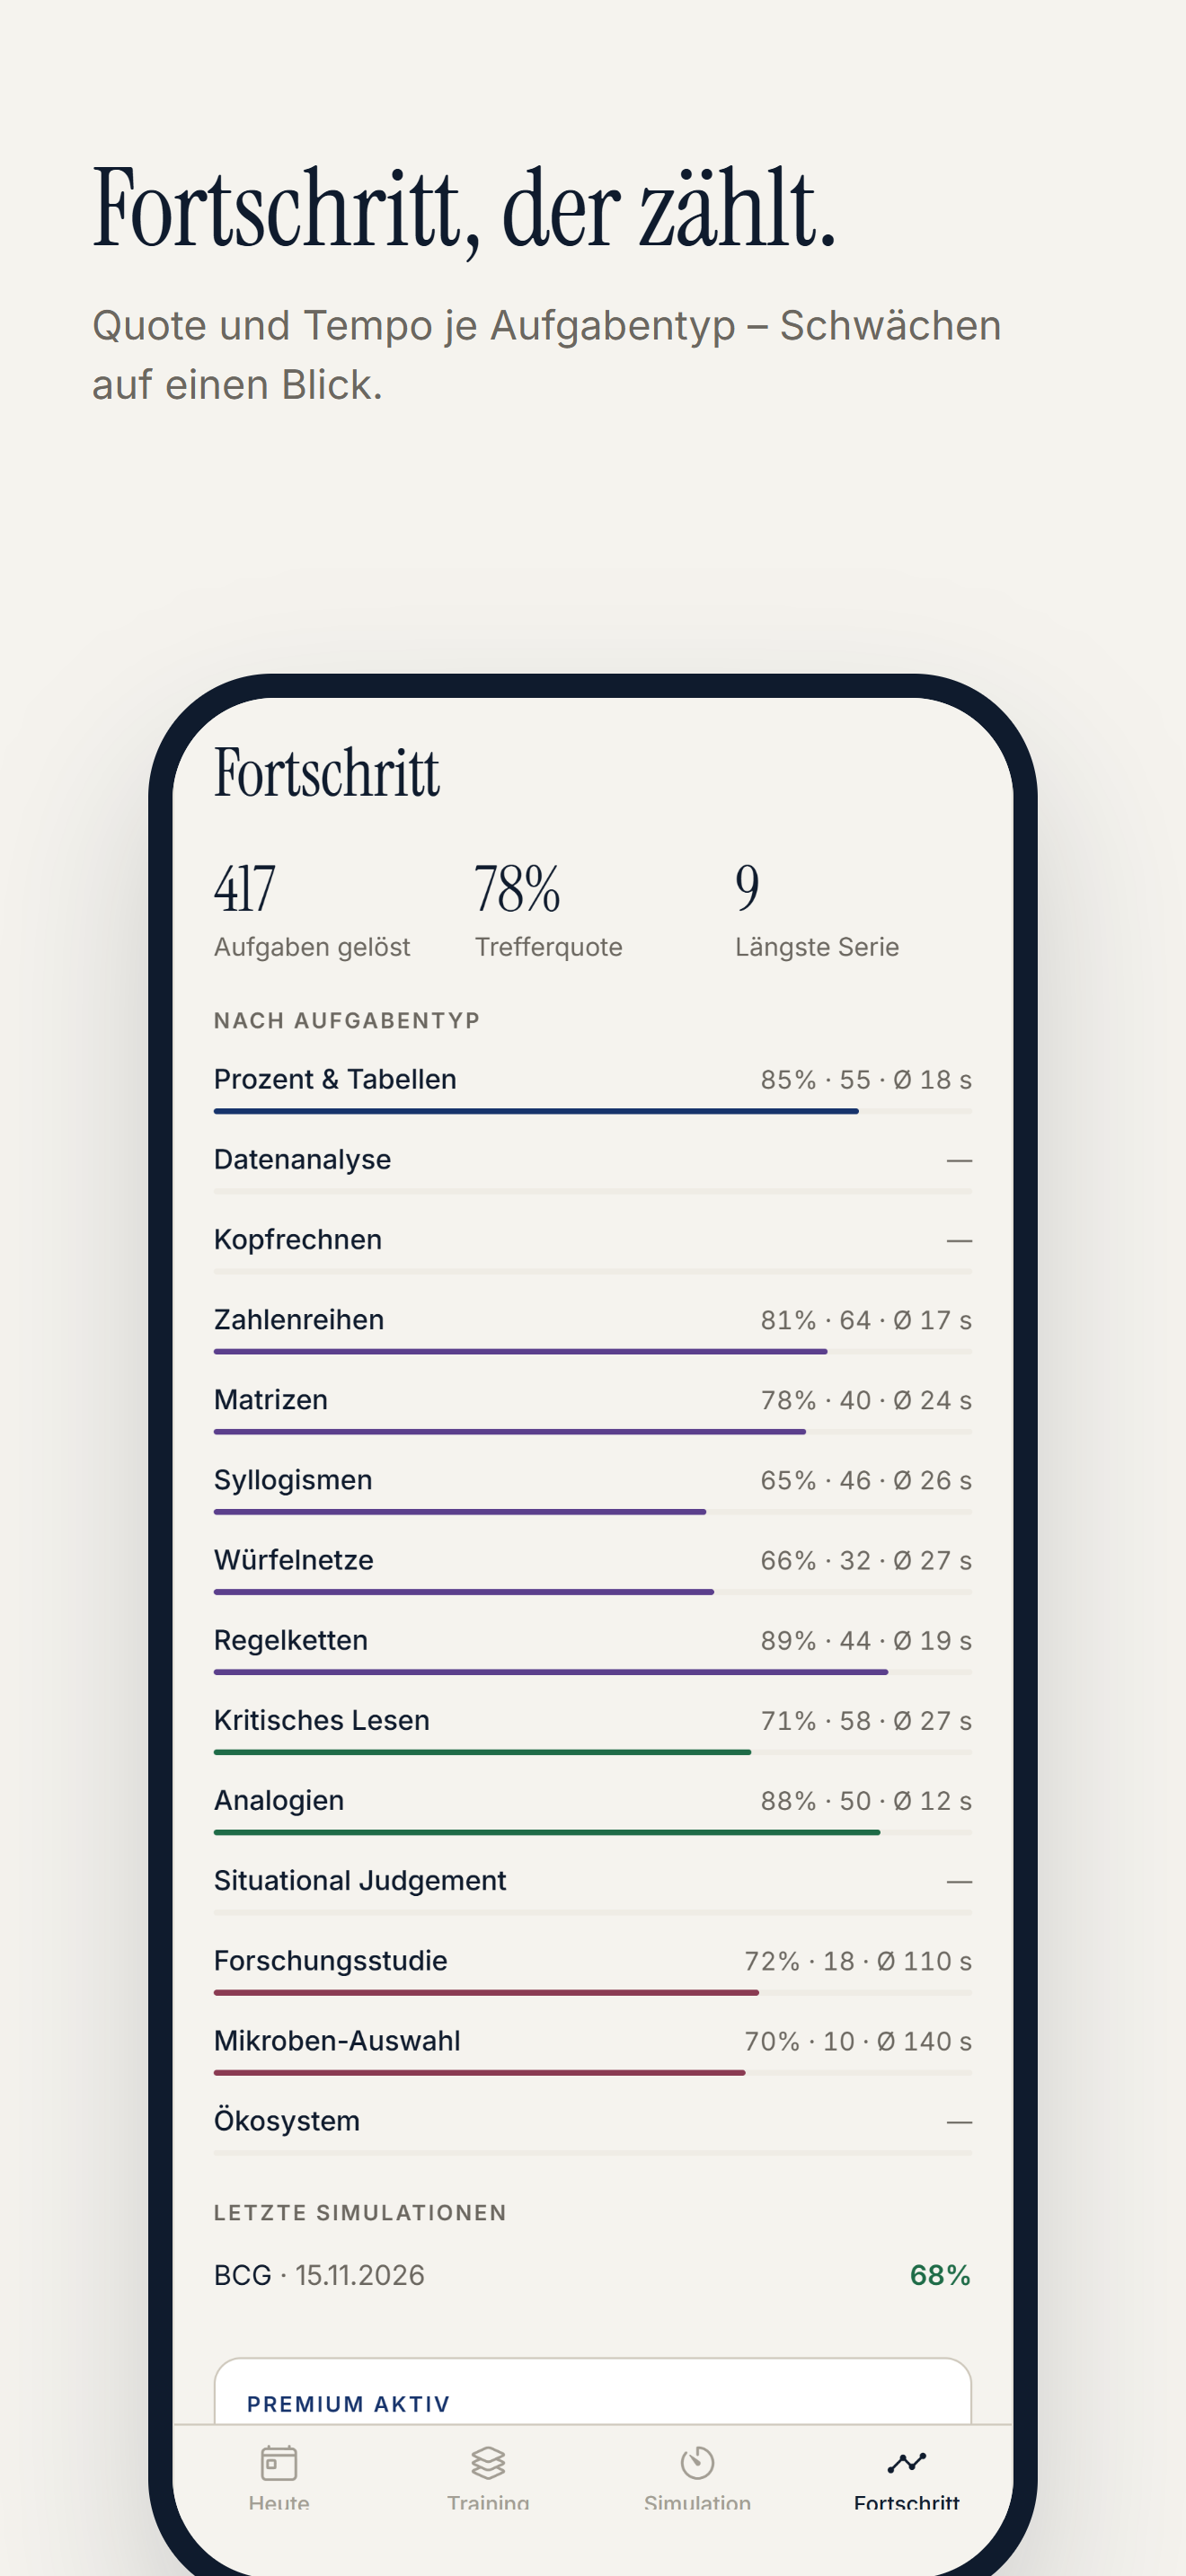 Fortschritt, der zählt.
Quote und Tempo je Aufgabentyp – Schwächen
auf einen Blick.
Fortschritt
417 78% 9
Aufgaben gelöst Trefferquote Längste Serie
NACH AUFGABENTYP
Prozent & Tabellen 85% · 55 · Ø 18 s
Datenanalyse —
Kopfrechnen —
Zahlenreihen 81% · 64 · Ø 17 s
Matrizen 78% · 40 · Ø 24 s
Syllogismen 65% · 46 · Ø 26 s
Würfelnetze 66% · 32 · Ø 27 s
Regelketten 89% · 44 · Ø 19 s
Kritisches Lesen 71% · 58 · Ø 27 s
Analogien 88% · 50 · Ø 12 s
Situational Judgement —
Forschungsstudie 72% · 18 · Ø 110 s
Mikroben-Auswahl 70% · 10 · Ø 140 s
Ökosystem —
LETZTE SIMULATIONEN
BCG · 15.11.2026 68%
PREMIUM AKTIV
Heute Training Simulation Fortschritt